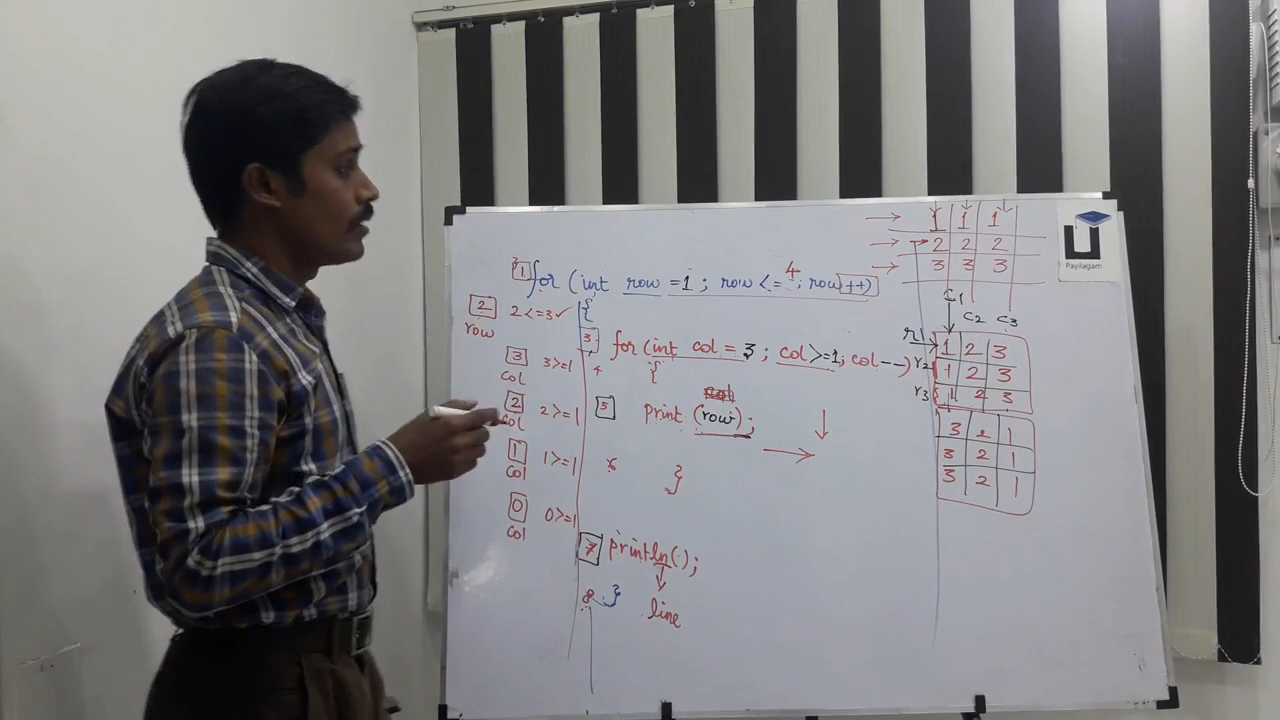 1 for (int row = 1 ; row <= 4 ; row ++)
2 row 2 <= 3 ✓ {
3 for (int col = 3 ; col >= 1 ; col --)
3 col 3 >= 1 4 {
2 col 2 >= 1 5 print (row) ;
1 col 1 >= 1 6 }
0 col 0 >= 1
7 println( ) ;
8 }
line
1 1 1
2 2 2
3 3 3
C1
C2 C3
r1 1 2 3
r2 1 2 3
r3 1 2 3
3 2 1
3 2 1
3 2 1
Payilagam